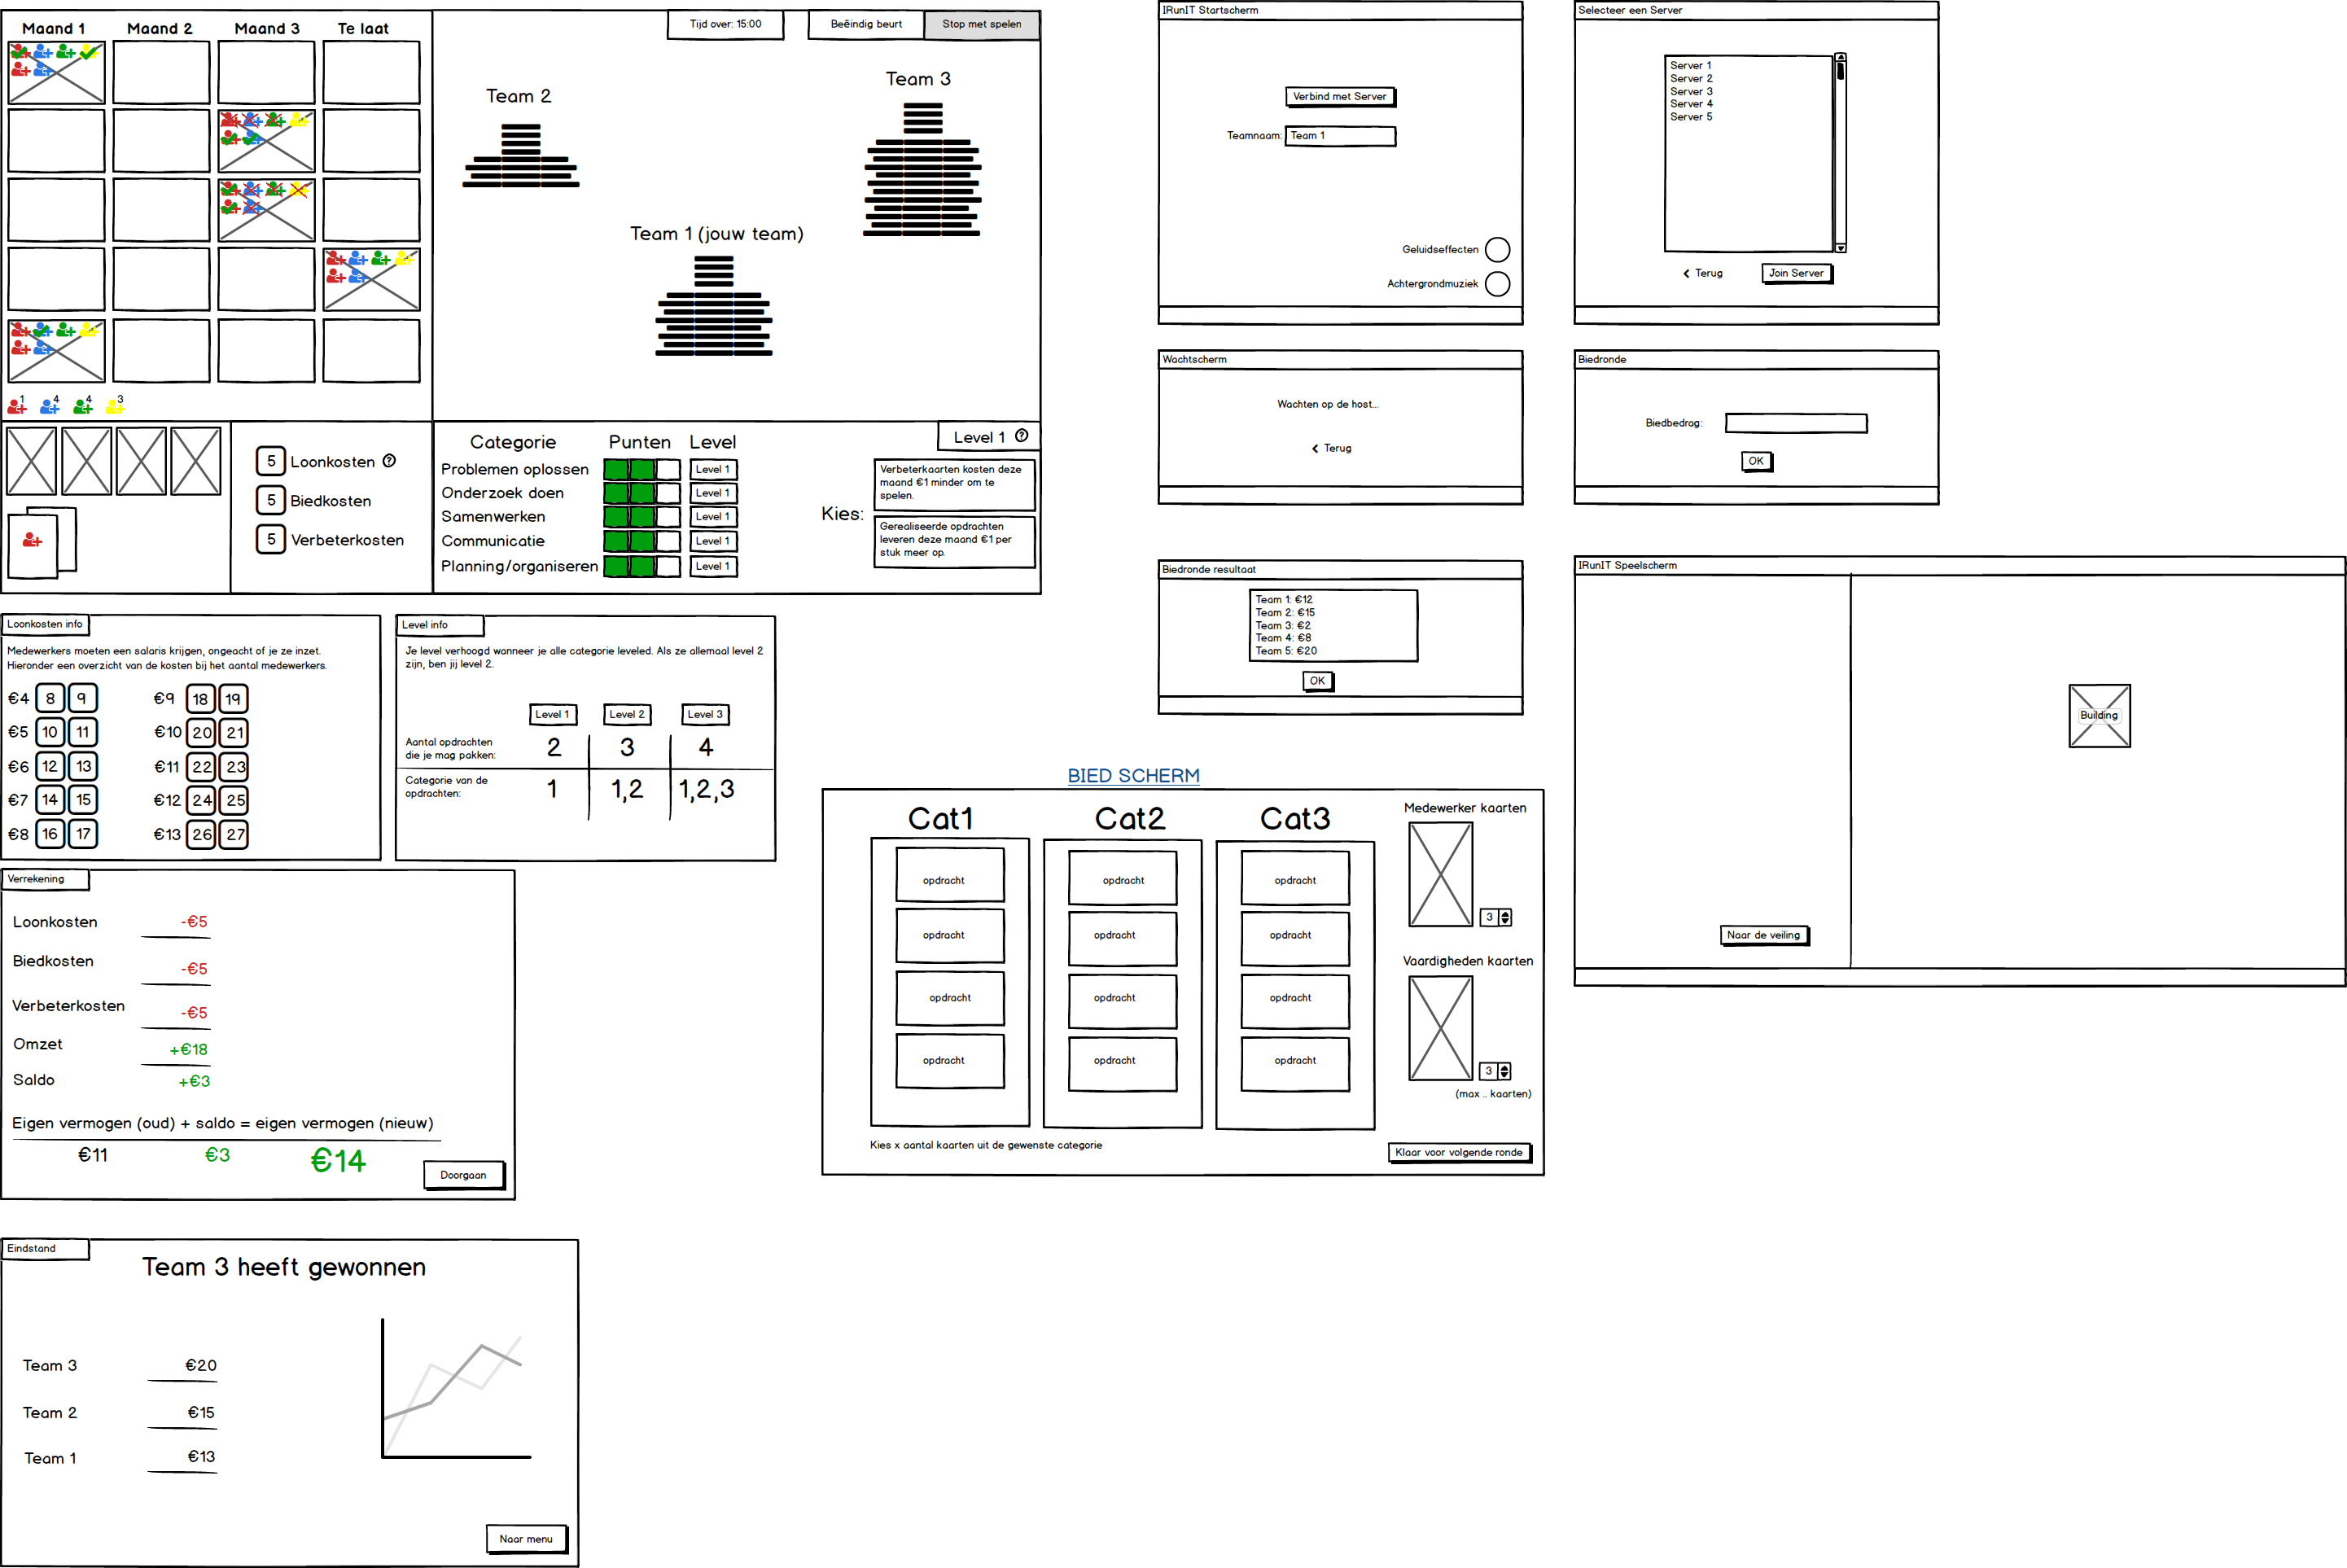 Maand 1 Maand 2 Maand 3 Te laat
1 4 4 3
Tijd over: 15:00 Beëindig beurt Stop met spelen
Team 2
Team 3
Team 1 (jouw team)
5 Loonkosten ?
5 Biedkosten
5 Verbeterkosten
Categorie Punten Level
Problemen oplossen Level 1
Onderzoek doen Level 1
Samenwerken Level 1
Communicatie Level 1
Planning/organiseren Level 1
Level 1 ?
Kies:
Verbeterkaarten kosten deze
maand €1 minder om te
spelen.
Gerealiseerde opdrachten
leveren deze maand €1 per
stuk meer op.
IRunIT Startscherm
Verbind met Server
Teamnaam: Team 1
Geluidseffecten
Achtergrondmuziek
Selecteer een Server
Server 1
Server 2
Server 3
Server 4
Server 5
Terug Join Server
Wachtscherm
Wachten op de host...
Terug
Biedronde
Biedbedrag:
OK
Biedronde resultaat
Team 1: €12
Team 2: €15
Team 3: €2
Team 4: €8
Team 5: €20
OK
IRunIT Speelscherm
Building
Naar de veiling
Loonkosten info
Medewerkers moeten een salaris krijgen, ongeacht of je ze inzet.
Hieronder een overzicht van de kosten bij het aantal medewerkers.
€4 8 9 €9 18 19
€5 10 11 €10 20 21
€6 12 13 €11 22 23
€7 14 15 €12 24 25
€8 16 17 €13 26 27
Level info
Je level verhoogd wanneer je alle categorie leveled. Als ze allemaal level 2
zijn, ben jij level 2.
Level 1 Level 2 Level 3
Aantal opdrachten
die je mag pakken: 2 3 4
Categorie van de
opdrachten: 1 1,2 1,2,3
BIED SCHERM
Cat1 Cat2 Cat3
opdracht opdracht opdracht
opdracht opdracht opdracht
opdracht opdracht opdracht
opdracht opdracht opdracht
Medewerker kaarten
3
Vaardigheden kaarten
3
(max .. kaarten)
Kies x aantal kaarten uit de gewenste categorie
Klaar voor volgende ronde
Verrekening
Loonkosten -€5
Biedkosten -€5
Verbeterkosten -€5
Omzet +€18
Saldo +€3
Eigen vermogen (oud) + saldo = eigen vermogen (nieuw)
€11 €3 €14
Doorgaan
Eindstand
Team 3 heeft gewonnen
Team 3 €20
Team 2 €15
Team 1 €13
Naar menu